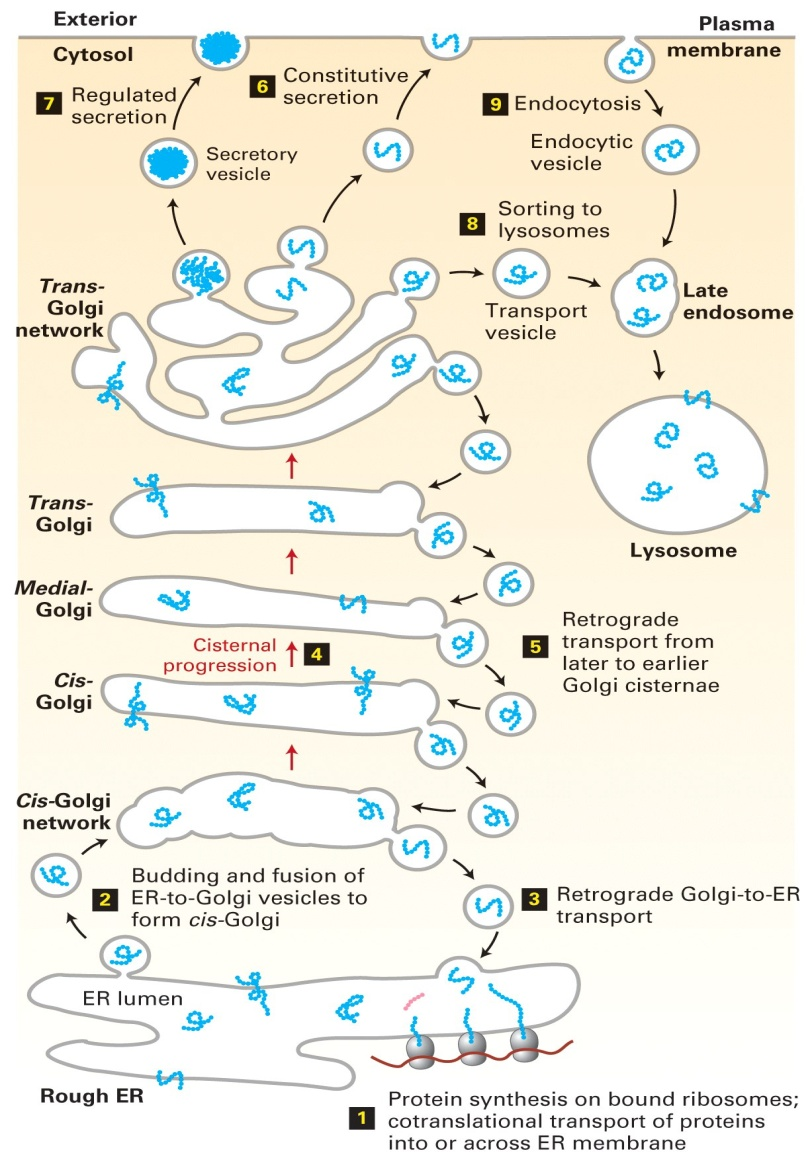 Exterior
Plasma
membrane
Cytosol
7 Regulated
secretion
6 Constitutive
secretion
9 Endocytosis
Secretory
vesicle
Endocytic
vesicle
8 Sorting to
lysosomes
Trans-
Golgi
network
Transport
vesicle
Late
endosome
Trans-
Golgi
Lysosome
Medial-
Golgi
Cisternal
progression
4
5 Retrograde
transport from
later to earlier
Golgi cisternae
Cis-
Golgi
Cis-Golgi
network
2 Budding and fusion of
ER-to-Golgi vesicles to
form cis-Golgi
3 Retrograde Golgi-to-ER
transport
ER lumen
Rough ER
1 Protein synthesis on bound ribosomes;
cotranslational transport of proteins
into or across ER membrane